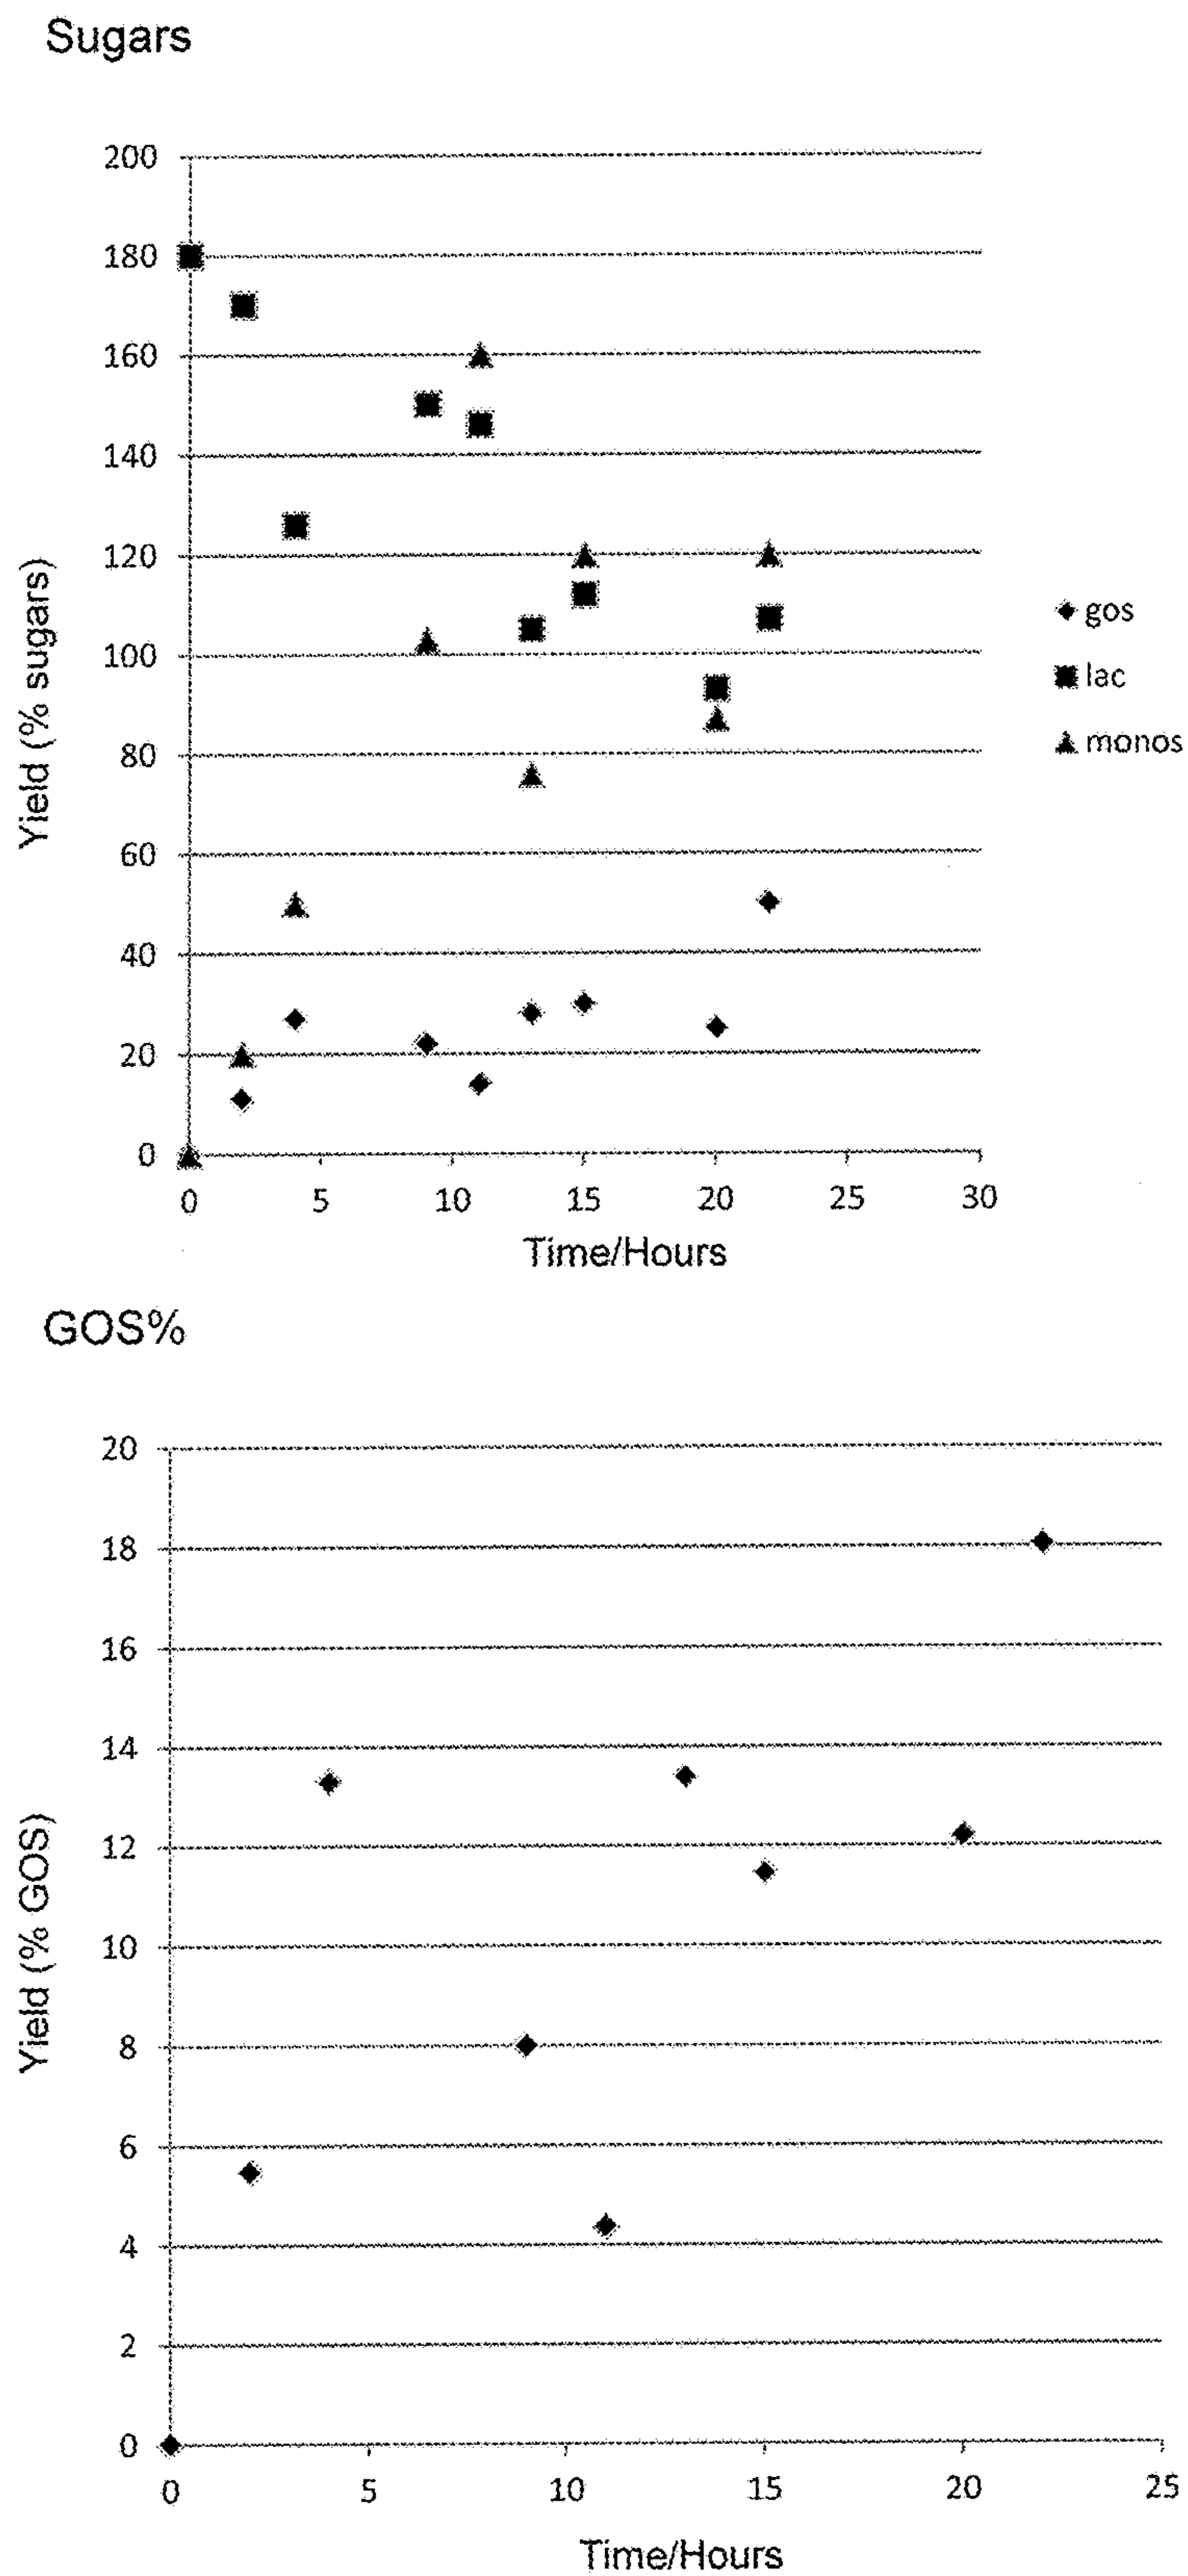 Sugars
200
180
160
140
120
100
80
60
40
20
0
Yield (% sugars)
0 5 10 15 20 25 30
Time/Hours
gos
lac
monos
GOS%
20
18
16
14
12
10
8
6
4
2
0
Yield (% GOS)
0 5 10 15 20 25
Time/Hours